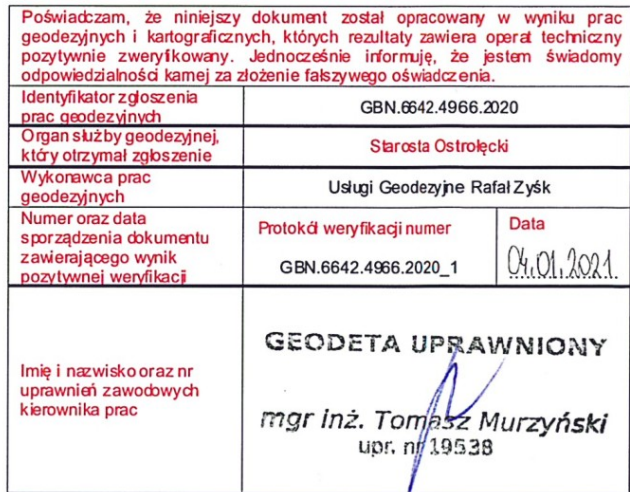 Poświadczam, że niniejszy dokument został opracowany w wyniku prac
geodezyjnych i kartograficznych, których rezultaty zawiera operat techniczny
pozytywnie zweryfikowany. Jednocześnie informuję, że jestem świadomy
odpowiedzialności karnej za złożenie fałszywego oświadczenia.
Identyfikator zgłoszenia
prac geodezyjnych
GBN.6642.4966.2020
Organ służby geodezyjnej,
który otrzymał zgłoszenie
Starosta Ostrołęcki
Wykonawca prac
geodezyjnych
Usługi Geodezyjne Rafał Zyśk
Numer oraz data
sporządzenia dokumentu
zawierającego wynik
pozytywnej weryfikacji
Protokół weryfikacji numer
GBN.6642.4966.2020_1
Data
04.01.2021
Imię i nazwisko oraz nr
uprawnień zawodowych
kierownika prac
GEODETA UPRAWNIONY
mgr inż. Tomasz Murzyński
upr. nr 19538